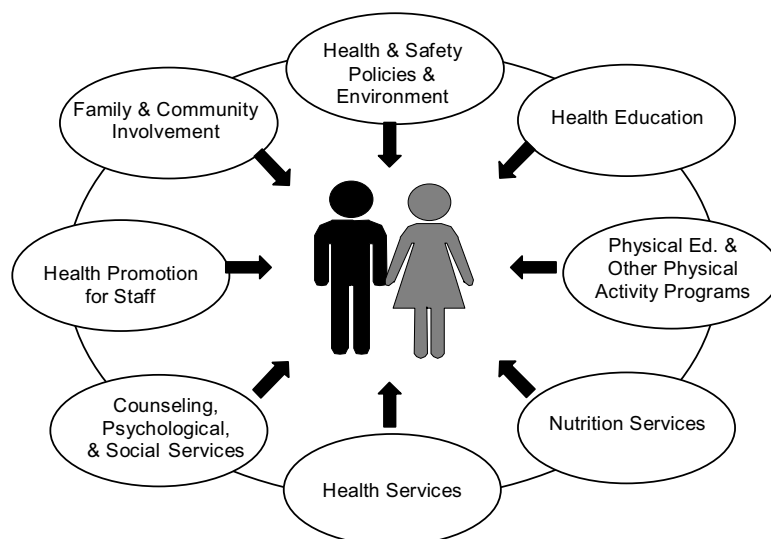 Health & Safety
Policies &
Environment
Health Education
Physical Ed. &
Other Physical
Activity Programs
Nutrition Services
Health Services
Counseling,
Psychological,
& Social Services
Health Promotion
for Staff
Family & Community
Involvement